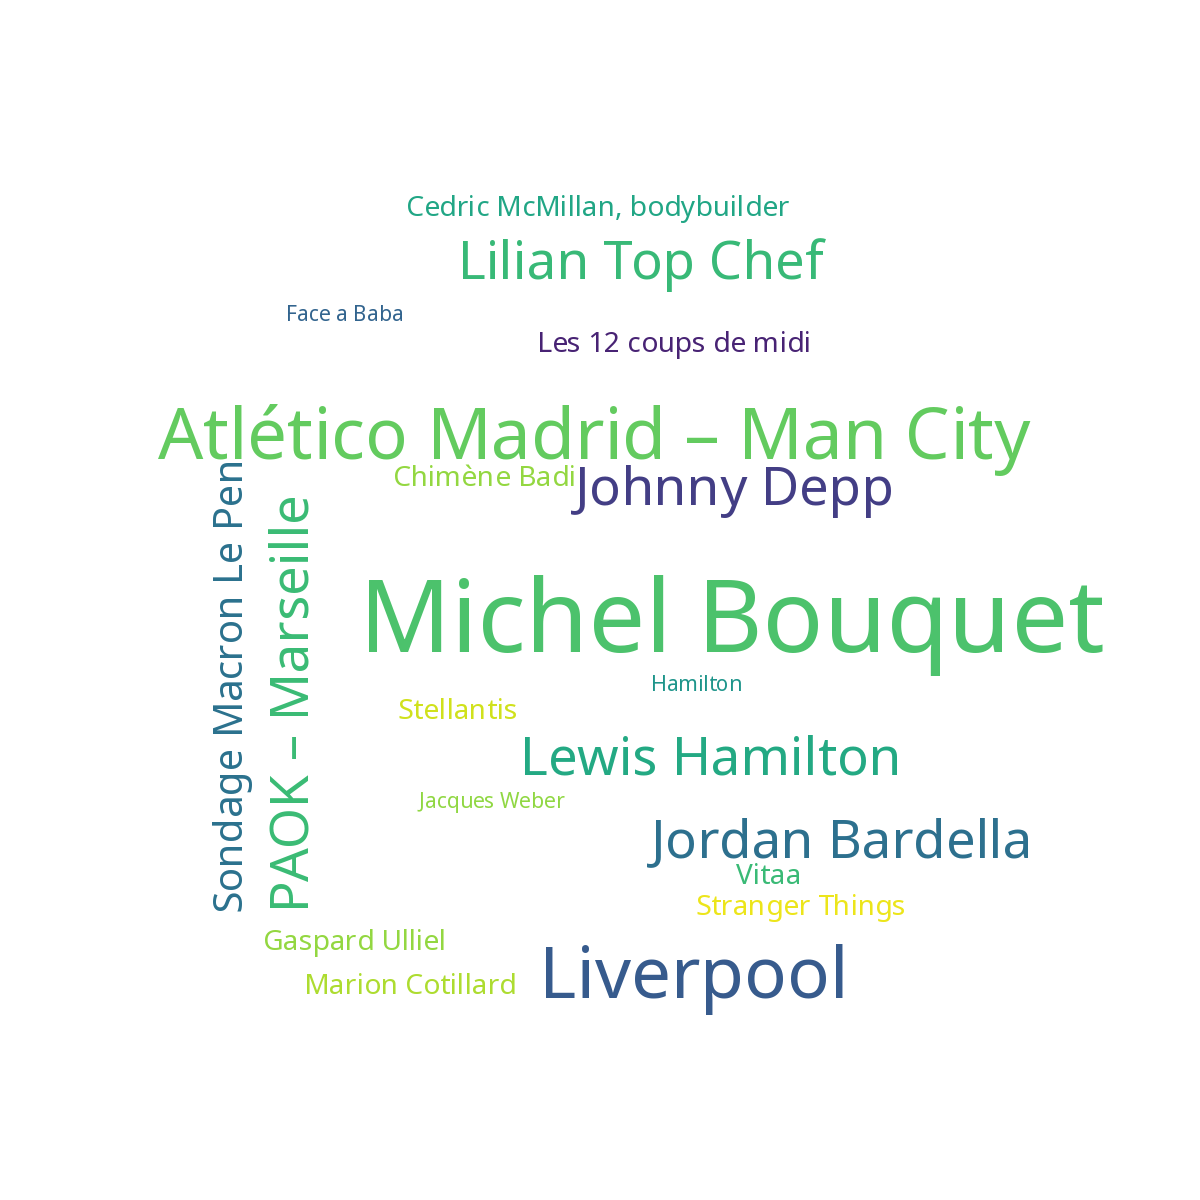 Cedric McMillan, bodybuilder
Lilian Top Chef
Face a Baba
Les 12 coups de midi
Atlético Madrid – Man City
Chimène Badi
Johnny Depp
Sondage Macron Le Pen
PAOK – Marseille
Michel Bouquet
Hamilton
Stellantis
Lewis Hamilton
Jacques Weber
Jordan Bardella
Vitaa
Stranger Things
Gaspard Ulliel
Liverpool
Marion Cotillard